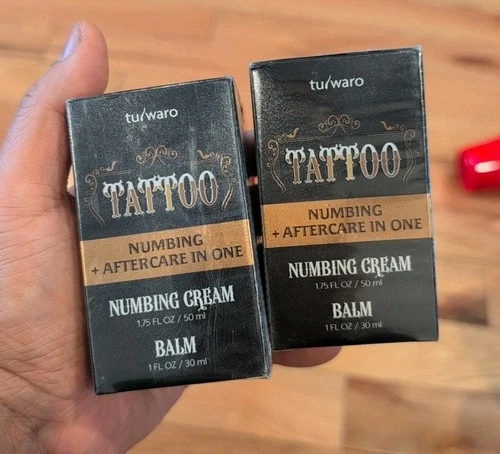 tu/waro
TATTOO
NUMBING
+ AFTERCARE IN ONE
NUMBING CREAM
1.75 FL OZ / 50 ml
BALM
1 FL OZ / 30 ml
tu/waro
TATTOO
NUMBING
+ AFTERCARE IN ONE
NUMBING CREAM
1.75 FL OZ / 50 ml
BALM
1 FL OZ / 30 ml